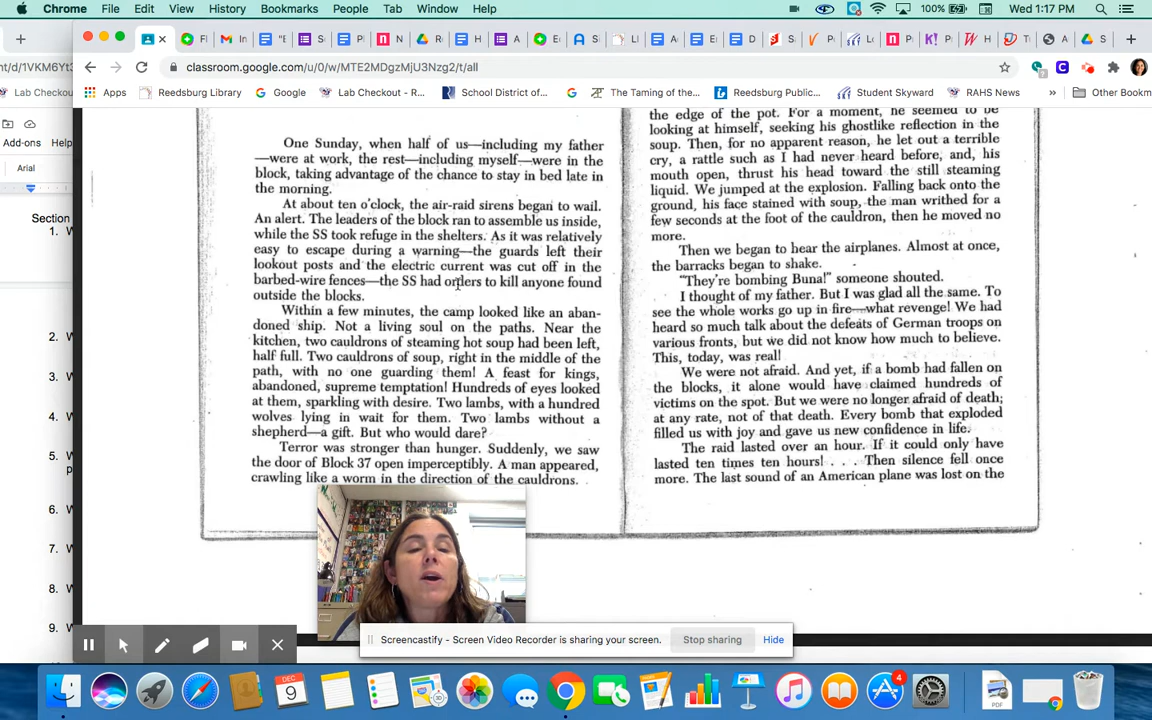 Chrome File Edit View History Bookmarks People Tab Window Help 100% Wed 1:17 PM
classroom.google.com/u/0/w/MTE2MDgzMjU3Nzg2/t/all
Lab Checkou Apps Reedsburg Library Google Lab Checkout - R... School District of... The Taming of the... Reedsburg Public... Student Skyward RAHS News » Other Bookm
Add-ons
Arial
Section
1. W
2. W
3. W
4. W
5. W
p
6. W
7. W
8. W
9. W
One Sunday, when half of us—including my father
—were at work, the rest—including myself—were in the
block, taking advantage of the chance to stay in bed late in
the morning.
At about ten o'clock, the air-raid sirens began to wail.
An alert. The leaders of the block ran to assemble us inside,
while the SS took refuge in the shelters. As it was relatively
easy to escape during a warning—the guards left their
lookout posts and the electric current was cut off in the
barbed-wire fences—the SS had orders to kill anyone found
outside the blocks.
Within a few minutes, the camp looked like an aban-
doned ship. Not a living soul on the paths. Near the
kitchen, two cauldrons of steaming hot soup had been left,
half full. Two cauldrons of soup, right in the middle of the
path, with no one guarding them! A feast for kings,
abandoned, supreme temptation! Hundreds of eyes looked
at them, sparkling with desire. Two lambs, with a hundred
wolves lying in wait for them. Two lambs without a
shepherd—a gift. But who would dare?
Terror was stronger than hunger. Suddenly, we saw
the door of Block 37 open imperceptibly. A man appeared,
crawling like a worm in the direction of the cauldrons.
the edge of the pot. For a moment, he seemed to be
looking at himself, seeking his ghostlike reflection in the
soup. Then, for no apparent reason, he let out a terrible
cry, a rattle such as I had never heard before, and, his
mouth open, thrust his head toward the still steaming
liquid. We jumped at the explosion. Falling back onto the
ground, his face stained with soup, the man writhed for a
few seconds at the foot of the cauldron, then he moved no
more.
Then we began to hear the airplanes. Almost at once,
the barracks began to shake.
"They're bombing Buna!" someone shouted.
I thought of my father. But I was glad all the same. To
see the whole works go up in fire—what revenge! We had
heard so much talk about the defeats of German troops on
various fronts, but we did not know how much to believe.
This, today, was real!
We were not afraid. And yet, if a bomb had fallen on
the blocks, it alone would have claimed hundreds of
victims on the spot. But we were no longer afraid of death;
at any rate, not of that death. Every bomb that exploded
filled us with joy and gave us new confidence in life.
The raid lasted over an hour. If it could only have
lasted ten times ten hours! . . . Then silence fell once
more. The last sound of an American plane was lost on the
Screencastify - Screen Video Recorder is sharing your screen. Stop sharing Hide
DEC
9
4
PDF